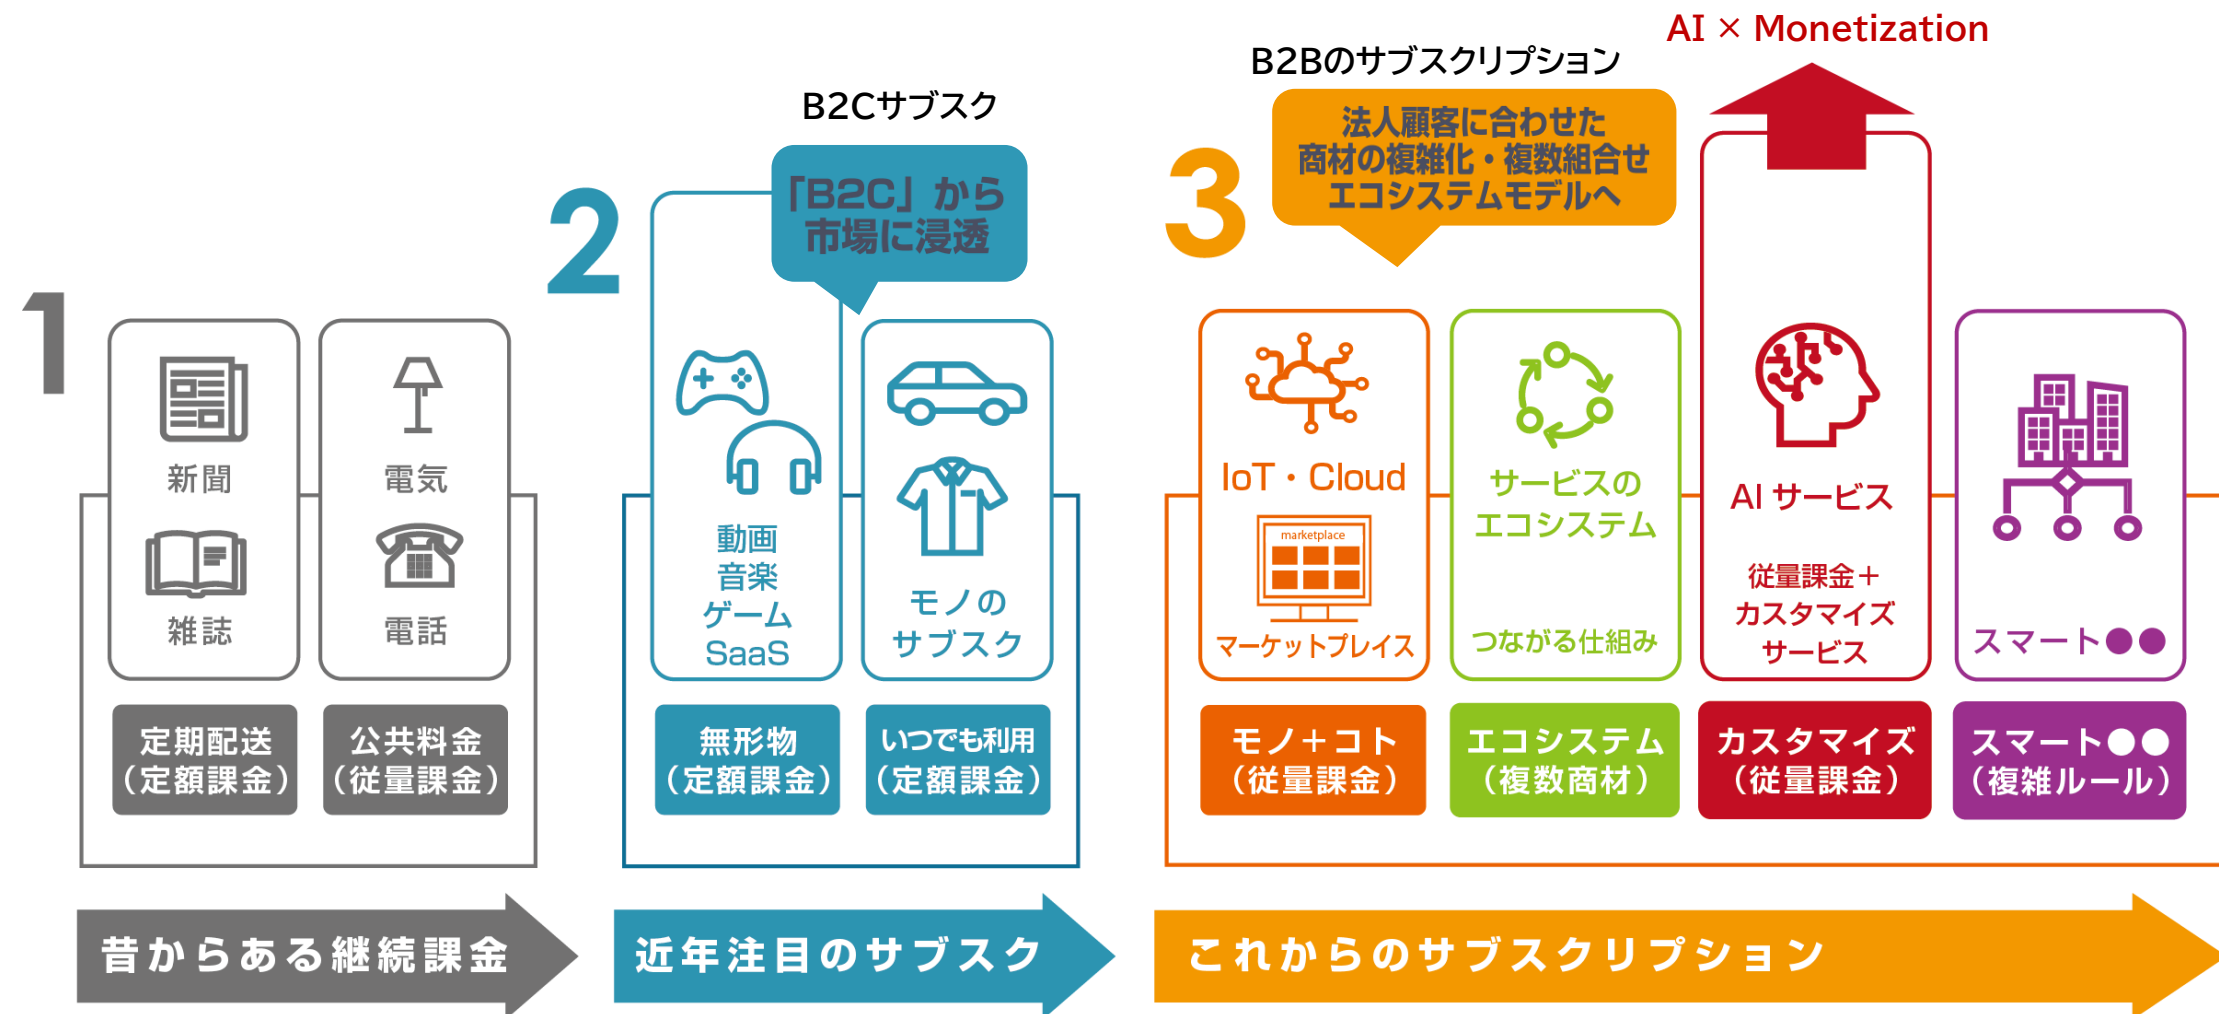 1
新聞
雑誌
定期配送
（定額課金）
電気
電話
公共料金
（従量課金）
昔からある継続課金
2
B2Cサブスク
「B2C」から
市場に浸透
動画
音楽
ゲーム
SaaS
無形物
（定額課金）
モノの
サブスク
いつでも利用
（定額課金）
近年注目のサブスク
3
B2Bのサブスクリプション
法人顧客に合わせた
商材の複雑化・複数組合せ
エコシステムモデルへ
IoT・Cloud
marketplace
マーケットプレイス
モノ＋コト
（従量課金）
サービスの
エコシステム
つながる仕組み
エコシステム
（複数商材）
AI × Monetization
AI サービス
従量課金＋
カスタマイズ
サービス
カスタマイズ
（従量課金）
スマート●●
スマート●●
（複雑ルール）
これからのサブスクリプション